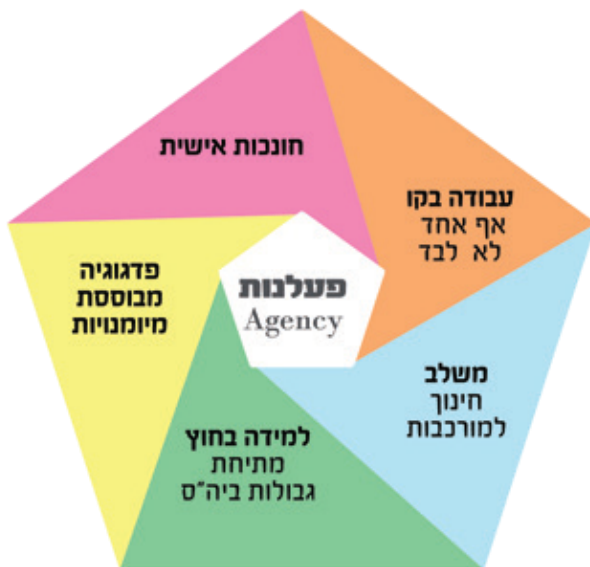 חונכות אישית
עבודה בקו
אף אחד
לא לבד
משלב
חינוך
למורכבות
למידה בחוץ
מתיחת
גבולות ביה"ס
פדגוגיה
מבוססת
מיומנויות
פעלנות
Agency